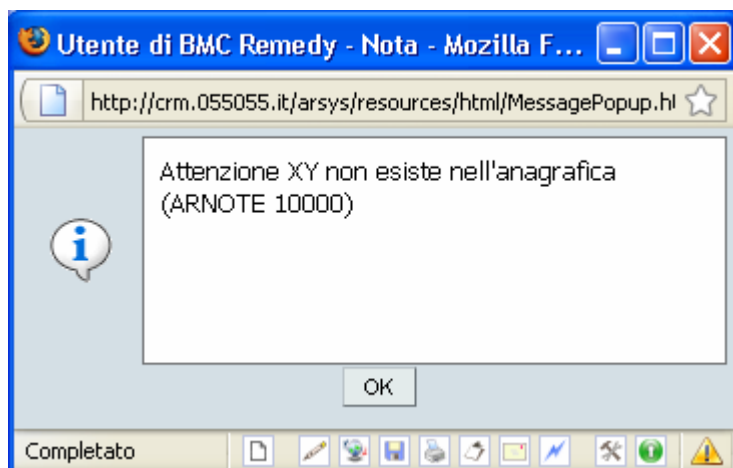 Utente di BMC Remedy - Nota - Mozilla F...
http://crm.055055.it/arsys/resources/html/MessagePopup.ht
Attenzione XY non esiste nell'anagrafica
(ARNOTE 10000)
OK
Completato